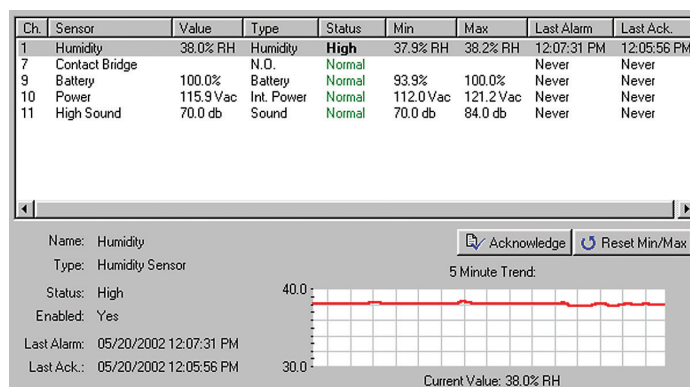 Ch. Sensor Value Type Status Min Max Last Alarm Last Ack.
1 Humidity 38.0% RH Humidity High 37.9% RH 38.2% RH 12:07:31 PM 12:05:56 PM
7 Contact Bridge N.O. Normal Never Never
9 Battery 100.0% Battery Normal 93.9% 100.0% Never Never
10 Power 115.9 Vac Int. Power Normal 112.0 Vac 121.2 Vac Never Never
11 High Sound 70.0 db Sound Normal 70.0 db 84.0 db Never Never
Name: Humidity
Acknowledge Reset Min/Max
Type: Humidity Sensor
5 Minute Trend:
Status: High
40.0
Enabled: Yes
Last Alarm: 05/20/2002 12:07:31 PM
Last Ack.: 05/20/2002 12:05:56 PM
30.0
Current Value: 38.0% RH